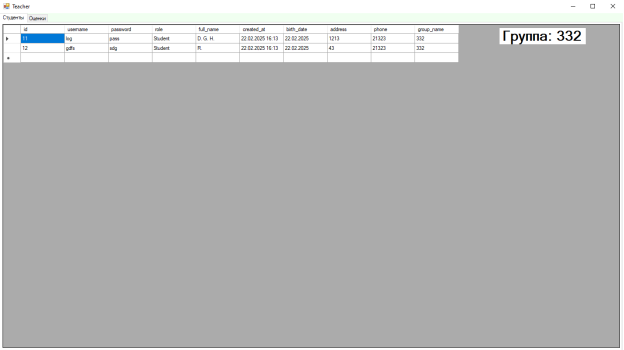 Teacher
Студенты Оценки
id username password role full_name created_at birth_date address phone group_name
11 log pass Student D. G. H 22.02.2025 16:13 22.02.2025 1213 21323 332
12 gdfs sdg Student R. 22.02.2025 16:13 22.02.2025 43 21323 332
Группа: 332